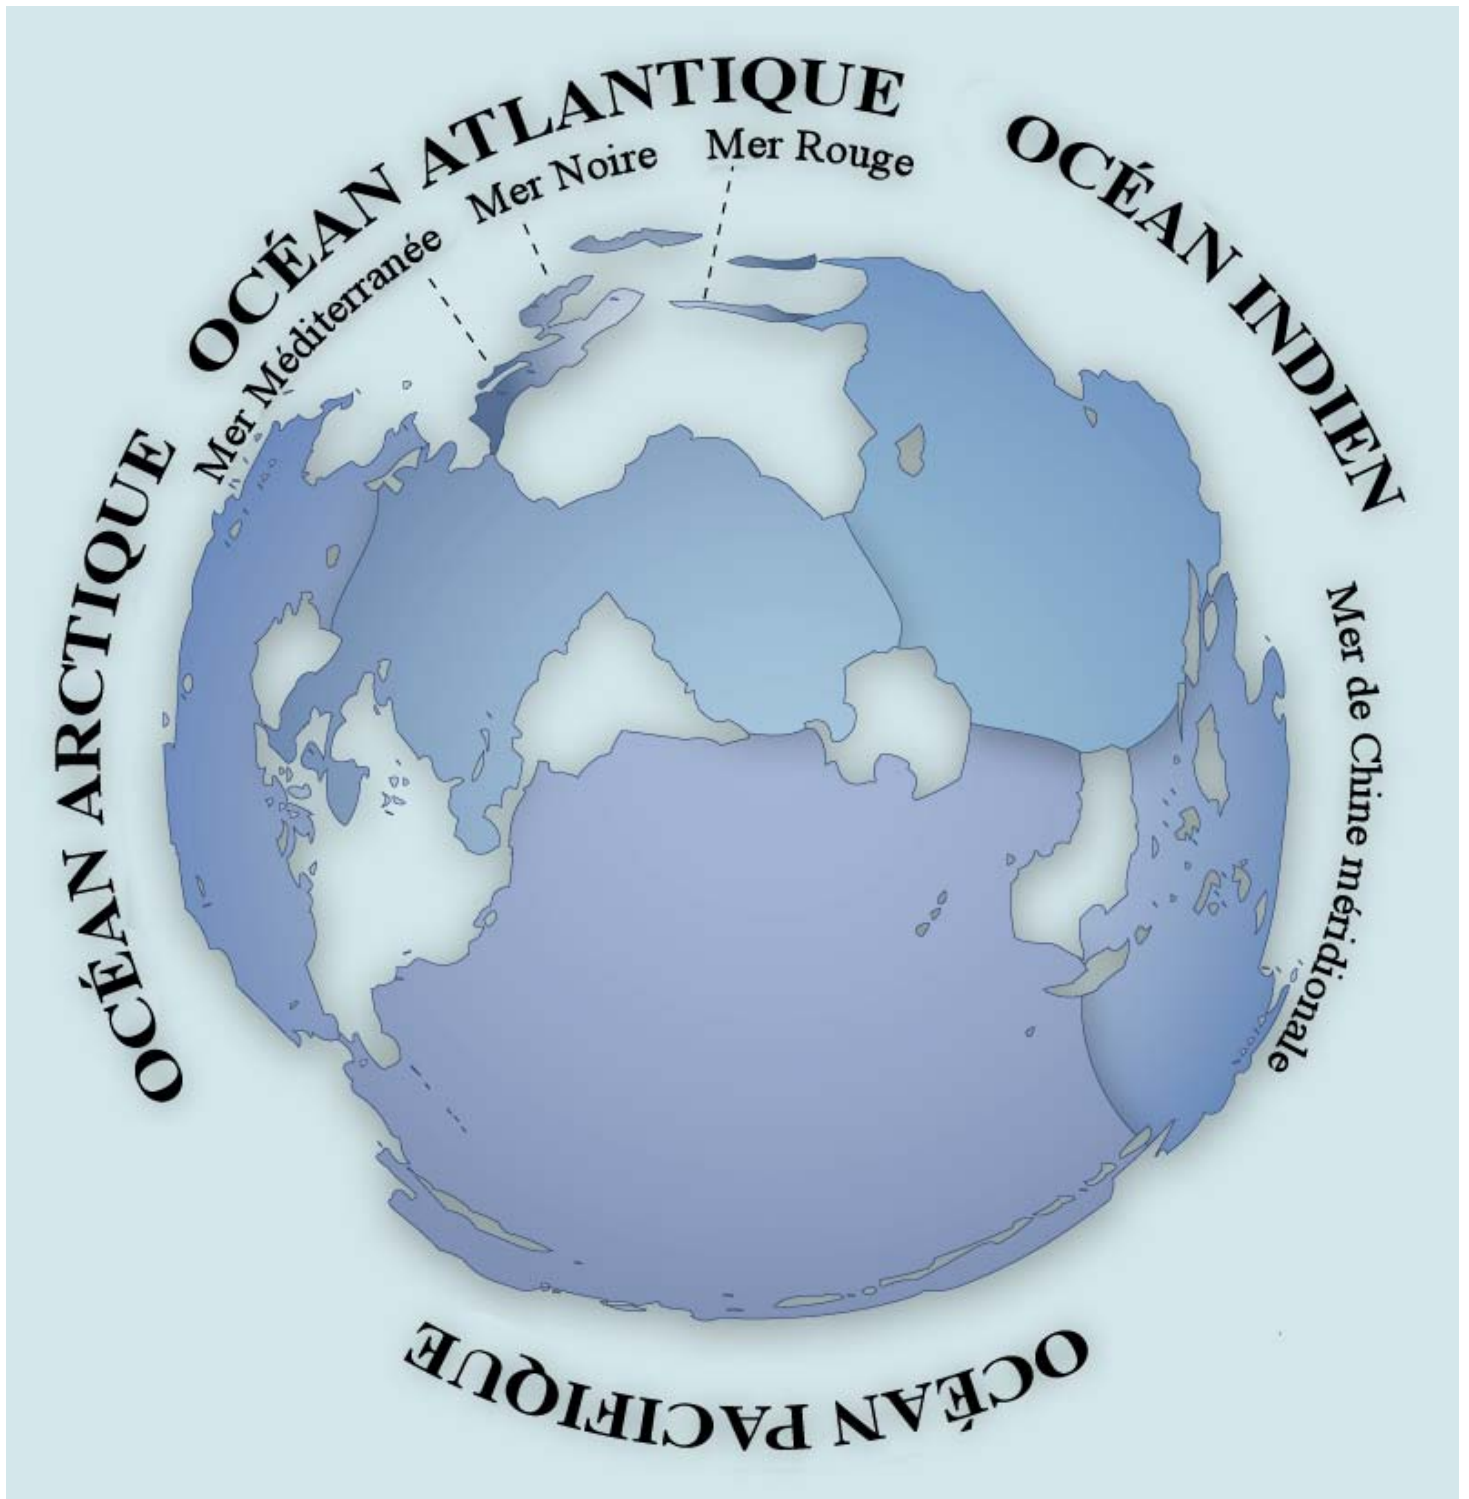 OCÉAN ATLANTIQUE
OCÉAN INDIEN
Mer Rouge
Mer Noire
Mer Méditerranée
OCÉAN ARCTIQUE
Mer de Chine méridionale
OCÉAN PACIFIQUE